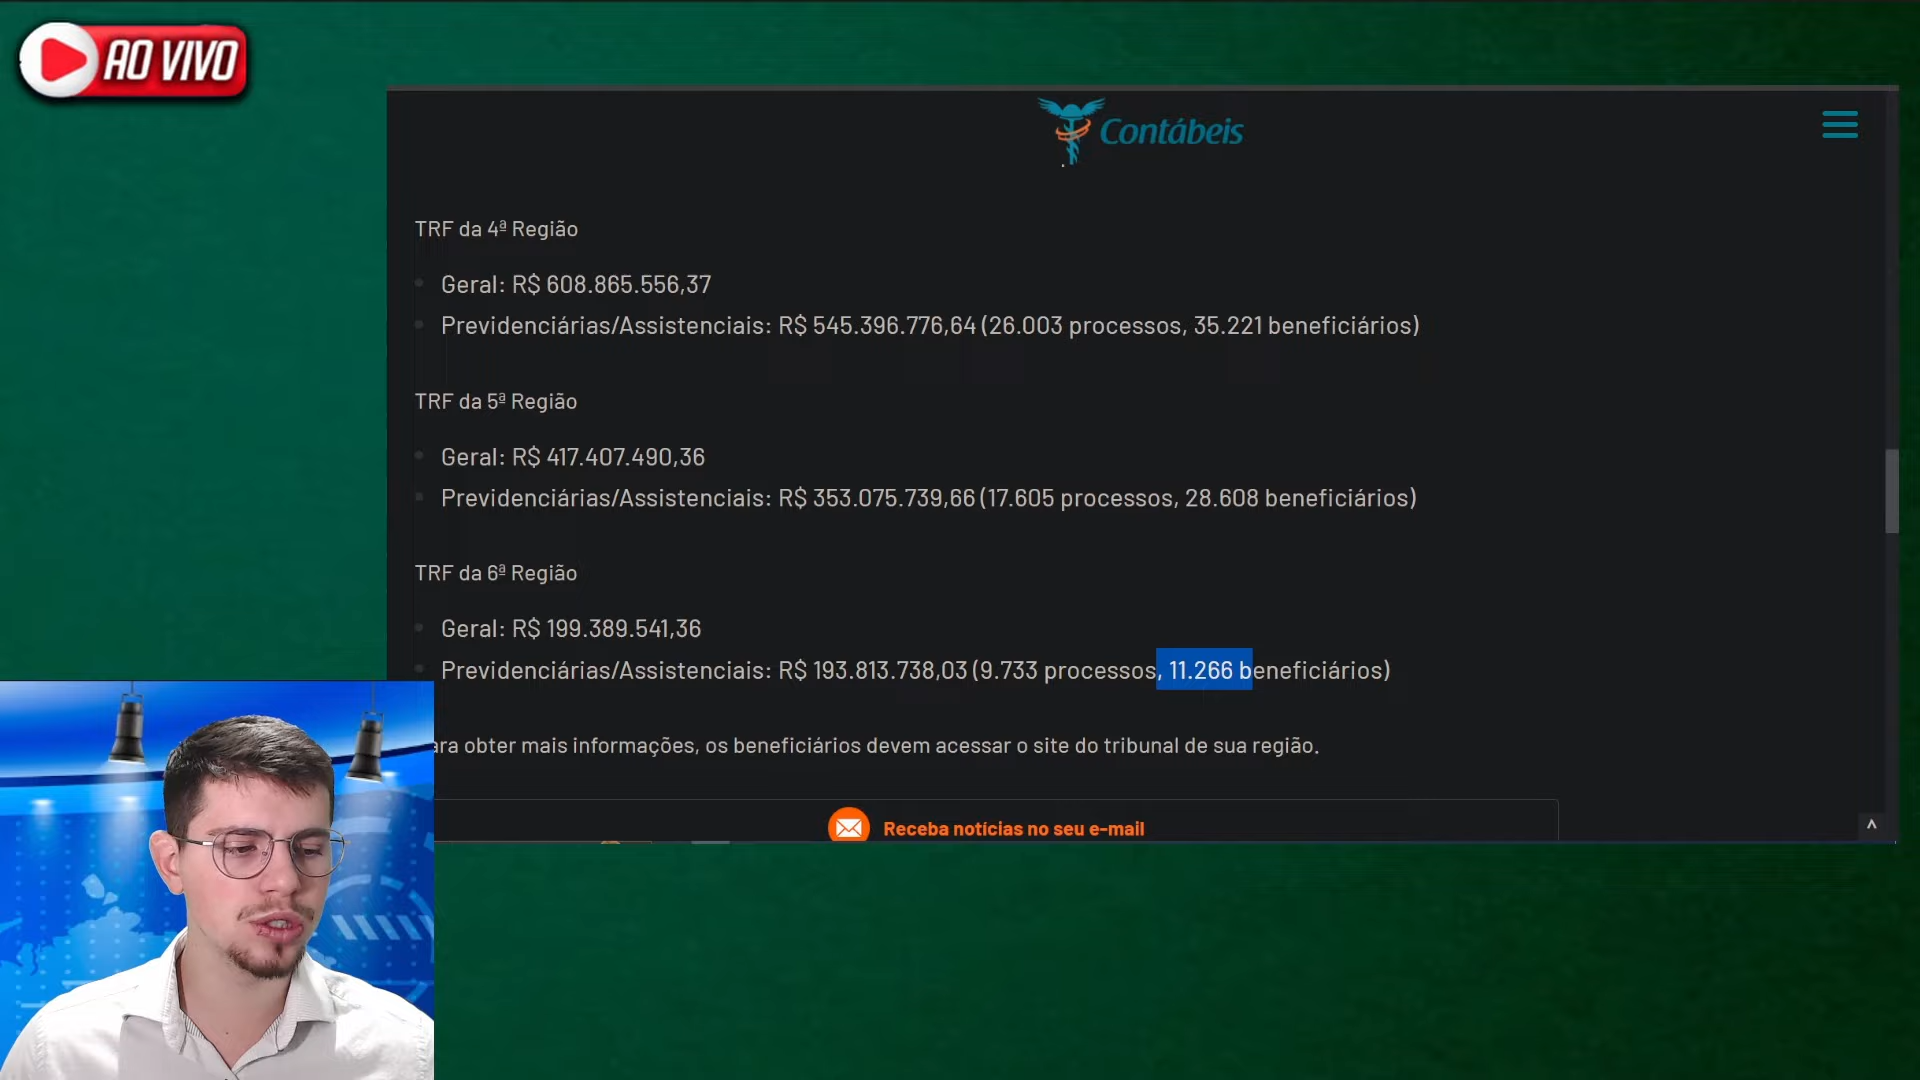 AO VIVO
Contábeis
TRF da 4ª Região
Geral: R$ 608.865.556,37
Previdenciárias/Assistenciais: R$ 545.396.776,64 (26.003 processos, 35.221 beneficiários)
TRF da 5ª Região
Geral: R$ 417.407.490,36
Previdenciárias/Assistenciais: R$ 353.075.739,66 (17.605 processos, 28.608 beneficiários)
TRF da 6ª Região
Geral: R$ 199.389.541,36
Previdenciárias/Assistenciais: R$ 193.813.738,03 (9.733 processos, 11.266 beneficiários)
ara obter mais informações, os beneficiários devem acessar o site do tribunal de sua região.
Receba notícias no seu e-mail